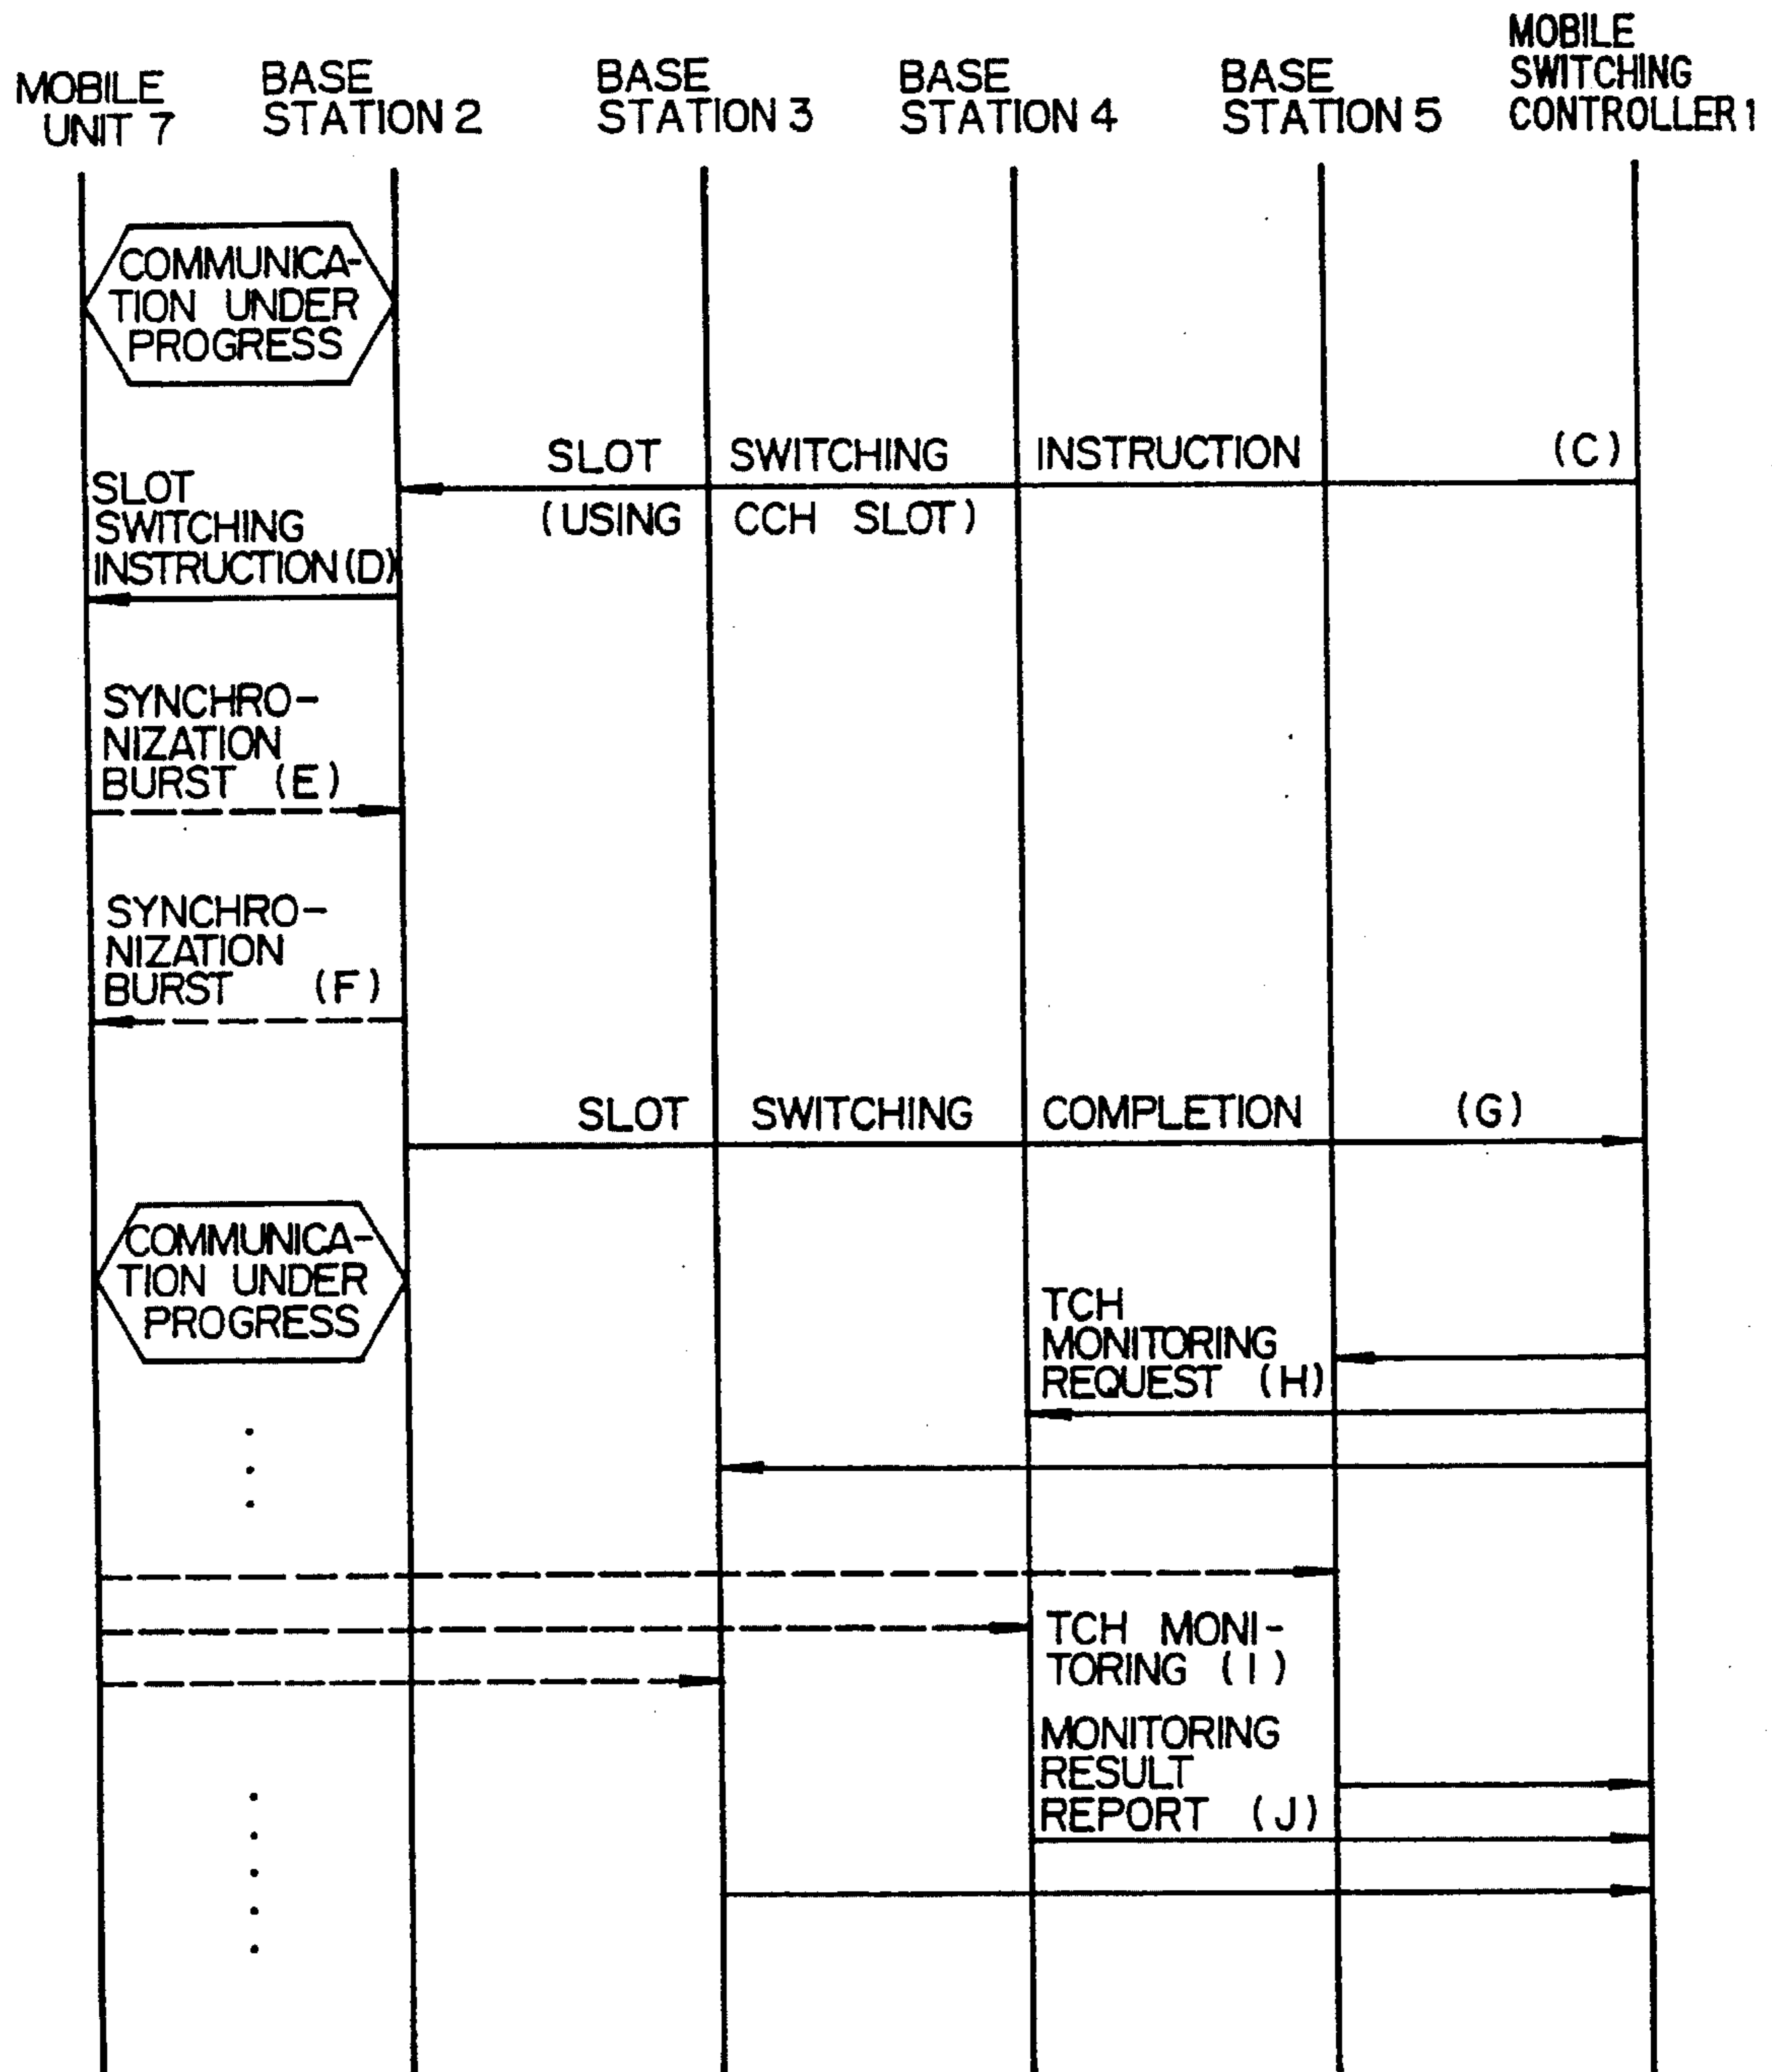 MOBILE UNIT 7
BASE STATION 2
BASE STATION 3
BASE STATION 4
BASE STATION 5
MOBILE SWITCHING CONTROLLER 1
COMMUNICA-
TION UNDER
PROGRESS
SLOT SWITCHING INSTRUCTION (C)
(USING CCH SLOT)
SLOT
SWITCHING
INSTRUCTION (D)
SYNCHRO-
NIZATION
BURST (E)
SYNCHRO-
NIZATION
BURST (F)
SLOT SWITCHING COMPLETION (G)
COMMUNICA-
TION UNDER
PROGRESS
TCH
MONITORING
REQUEST (H)
TCH MONI-
TORING (I)
MONITORING
RESULT
REPORT (J)